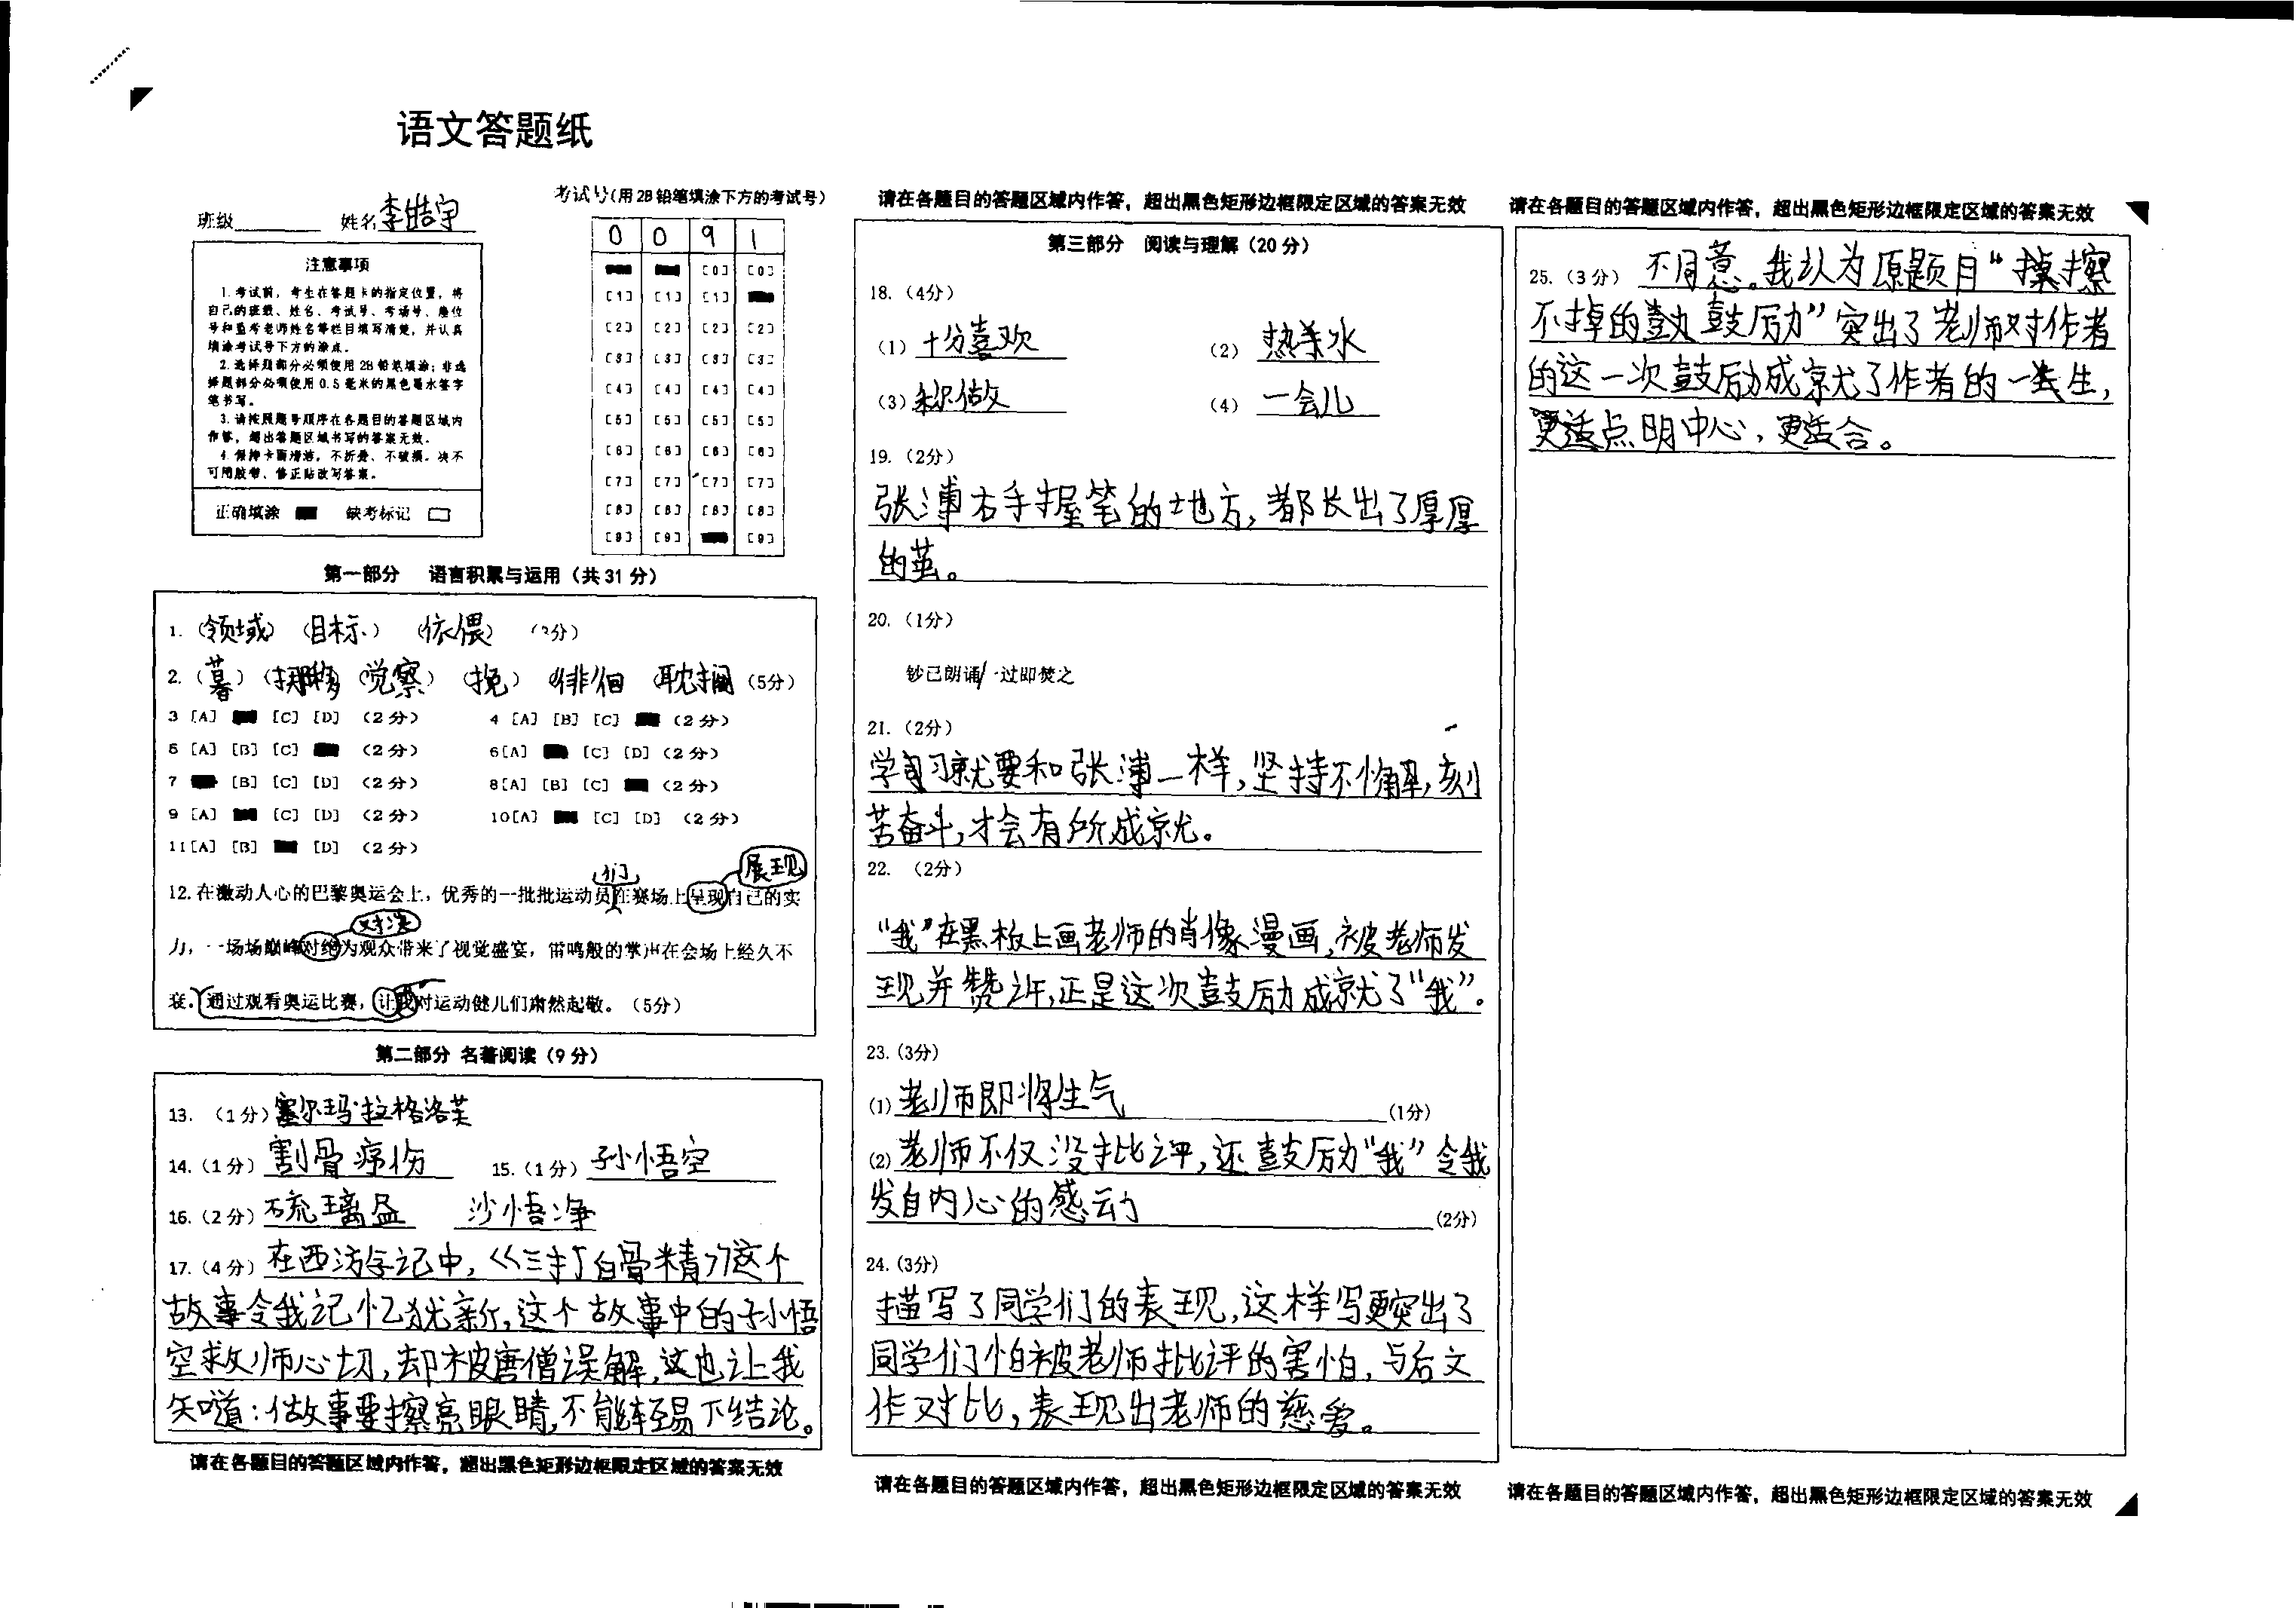 语文答题纸
班级 姓名 李皓宇
考试号(用2B铅笔填涂下方的考试号)
0 0 9 1
[0] [0]
[1] [1] [1]
[2] [2] [2] [2]
[3] [3] [3] [3]
[4] [4] [4] [4]
[5] [5] [5] [5]
[6] [6] [6] [6]
[7] [7] [7] [7]
[8] [8] [8] [8]
[9] [9] [9]
注意事项
1.考试前，考生在答题卡的指定位置，将
自己的班级、姓名、考试号、考场号、座位
号和监考老师姓名等栏目填写清楚，并认真
填涂考试号下方的涂点。
2.选择题部分必须使用2B铅笔填涂；非选
择题部分必须使用0.5毫米的黑色墨水签字
笔书写。
3.请按照题号顺序在各题目的答题区域内
作答，超出答题区域书写的答案无效。
4.保持卡面清洁，不折叠、不破损。决不
可用胶带、修正贴改写答案。
正确填涂 缺考标记
第一部分 语言积累与运用（共31分）
1.（领域）（目标）（依偎）（3分）
2.（暮）（挪移）（觉察）（挽）（徘徊）（耽搁）（5分）
3 [A] [C] [D] （2分） 4 [A] [B] [C] （2分）
5 [A] [B] [C] （2分） 6[A] [C] [D]（2分）
7 [B] [C] [D] （2分） 8[A] [B] [C] （2分）
9 [A] [C] [D] （2分） 10[A] [C] [D] （2分）
11[A] [B] [D] （2分）
们 展现
12.在激动人心的巴黎奥运会上，优秀的一批批运动员在赛场上呈现自己的实
对决
力，一场场巅峰对绝为观众带来了视觉盛宴，雷鸣般的掌声在会场上经久不
衰。通过观看奥运比赛，让我对运动健儿们肃然起敬。（5分）
第二部分 名著阅读（9分）
13.（1分）塞尔玛·拉格洛芙
14.（1分）割骨疗伤 15.（1分）孙悟空
16.（2分）琉璃盏 沙悟净
17.（4分）在西游记中，《三打白骨精》这个
故事令我记忆犹新，这个故事中的孙悟
空救师心切，却被唐僧误解，这也让我
知道：做故事要擦亮眼睛，不能轻易下结论。
请在各题目的答题区域内作答，超出黑色矩形边框限定区域的答案无效
请在各题目的答题区域内作答，超出黑色矩形边框限定区域的答案无效
第三部分 阅读与理解（20分）
18.（4分）
（1）十分喜欢 （2）热水
（3）称做 （4）一会儿
19.（2分）
张溥右手握笔的地方，都长出了厚厚
的茧。
20.（1分）
钞已朗诵/一过即焚之
21.（2分）
学习就要和张溥一样，坚持不懈，刻
苦奋斗，才会有所成就。
22.（2分）
“我”在黑板上画老师的肖像漫画，被老师发
现并赞许，正是这次鼓励成就了“我”。
23.（3分）
（1）老师即将生气（1分）
（2）老师不仅没批评，还鼓励“我”令我
发自内心的感动（2分）
24.（3分）
描写了同学们的表现，这样写更突出了
同学们怕被老师批评的害怕，与后文
作对比，表现出老师的慈爱。
请在各题目的答题区域内作答，超出黑色矩形边框限定区域的答案无效
请在各题目的答题区域内作答，超出黑色矩形边框限定区域的答案无效
25.（3分）不同意。我认为原题目“擦
不掉的鼓励”突出了老师对作者
的这一次鼓励成就了作者的一生，
更适点明中心，更适合。
请在各题目的答题区域内作答，超出黑色矩形边框限定区域的答案无效